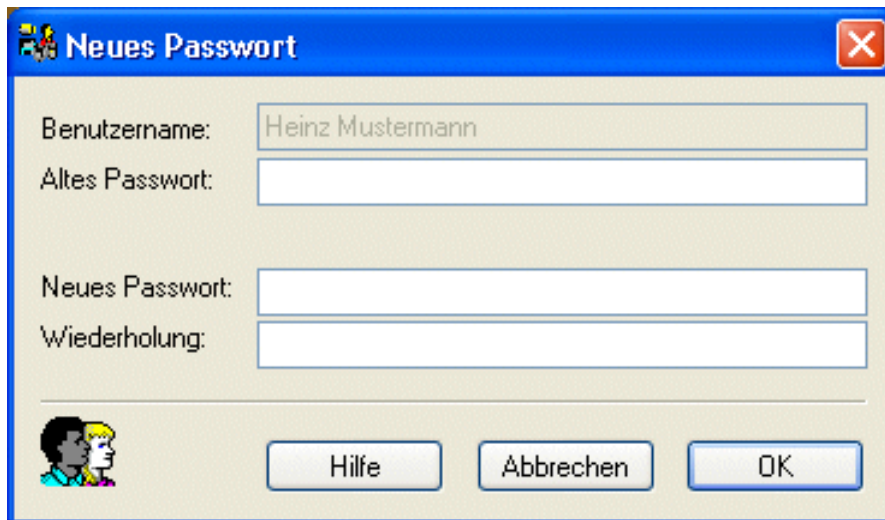 Neues Passwort
Benutzername: Heinz Mustermann
Altes Passwort:
Neues Passwort:
Wiederholung:
Hilfe Abbrechen OK